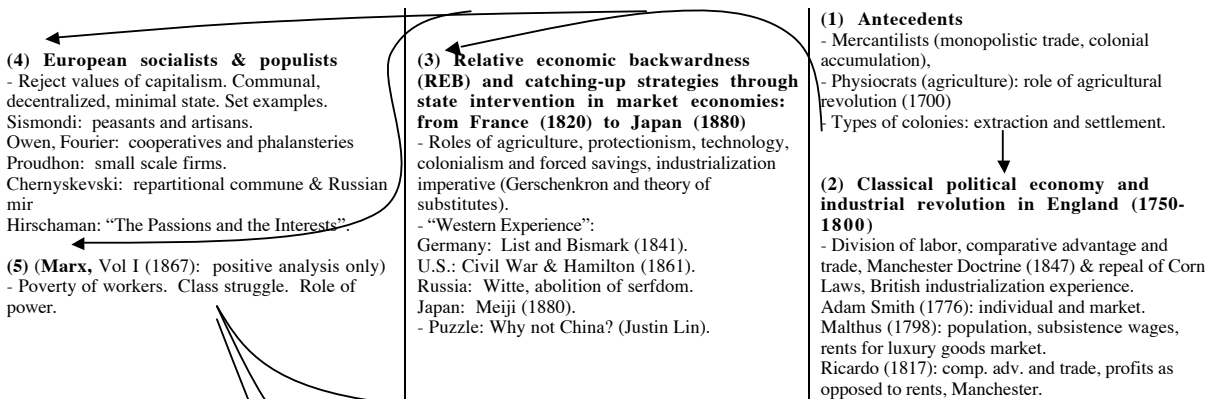 (4) European socialists & populists
- Reject values of capitalism. Communal,
decentralized, minimal state. Set examples.
Sismondi: peasants and artisans.
Owen, Fourier: cooperatives and phalansteries
Proudhon: small scale firms.
Chernyskevski: repartitional commune & Russian
mir
Hirschaman: “The Passions and the Interests”.
(5) (Marx, Vol I (1867): positive analysis only)
- Poverty of workers. Class struggle. Role of
power.
(3) Relative economic backwardness
(REB) and catching-up strategies through
state intervention in market economies:
from France (1820) to Japan (1880)
- Roles of agriculture, protectionism, technology,
colonialism and forced savings, industrialization
imperative (Gerschenkron and theory of
substitutes).
- “Western Experience”:
Germany: List and Bismark (1841).
U.S.: Civil War & Hamilton (1861).
Russia: Witte, abolition of serfdom.
Japan: Meiji (1880).
- Puzzle: Why not China? (Justin Lin).
(1) Antecedents
- Mercantilists (monopolistic trade, colonial
accumulation),
- Physiocrats (agriculture): role of agricultural
revolution (1700)
- Types of colonies: extraction and settlement.
(2) Classical political economy and
industrial revolution in England (1750-
1800)
- Division of labor, comparative advantage and
trade, Manchester Doctrine (1847) & repeal of Corn
Laws, British industrialization experience.
Adam Smith (1776): individual and market.
Malthus (1798): population, subsistence wages,
rents for luxury goods market.
Ricardo (1817): comp. adv. and trade, profits as
opposed to rents, Manchester.